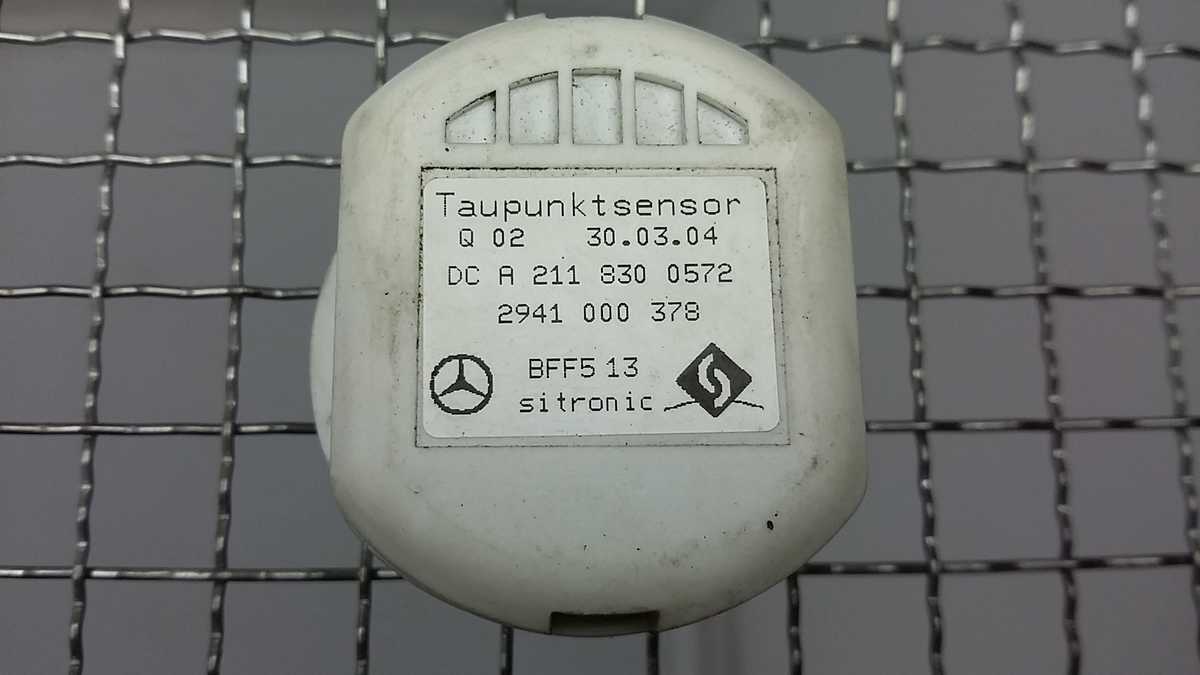 Taupunktsensor
Q 02 30.03.04
DC A 211 830 0572
2941 000 378
BFF5 13
sitronic